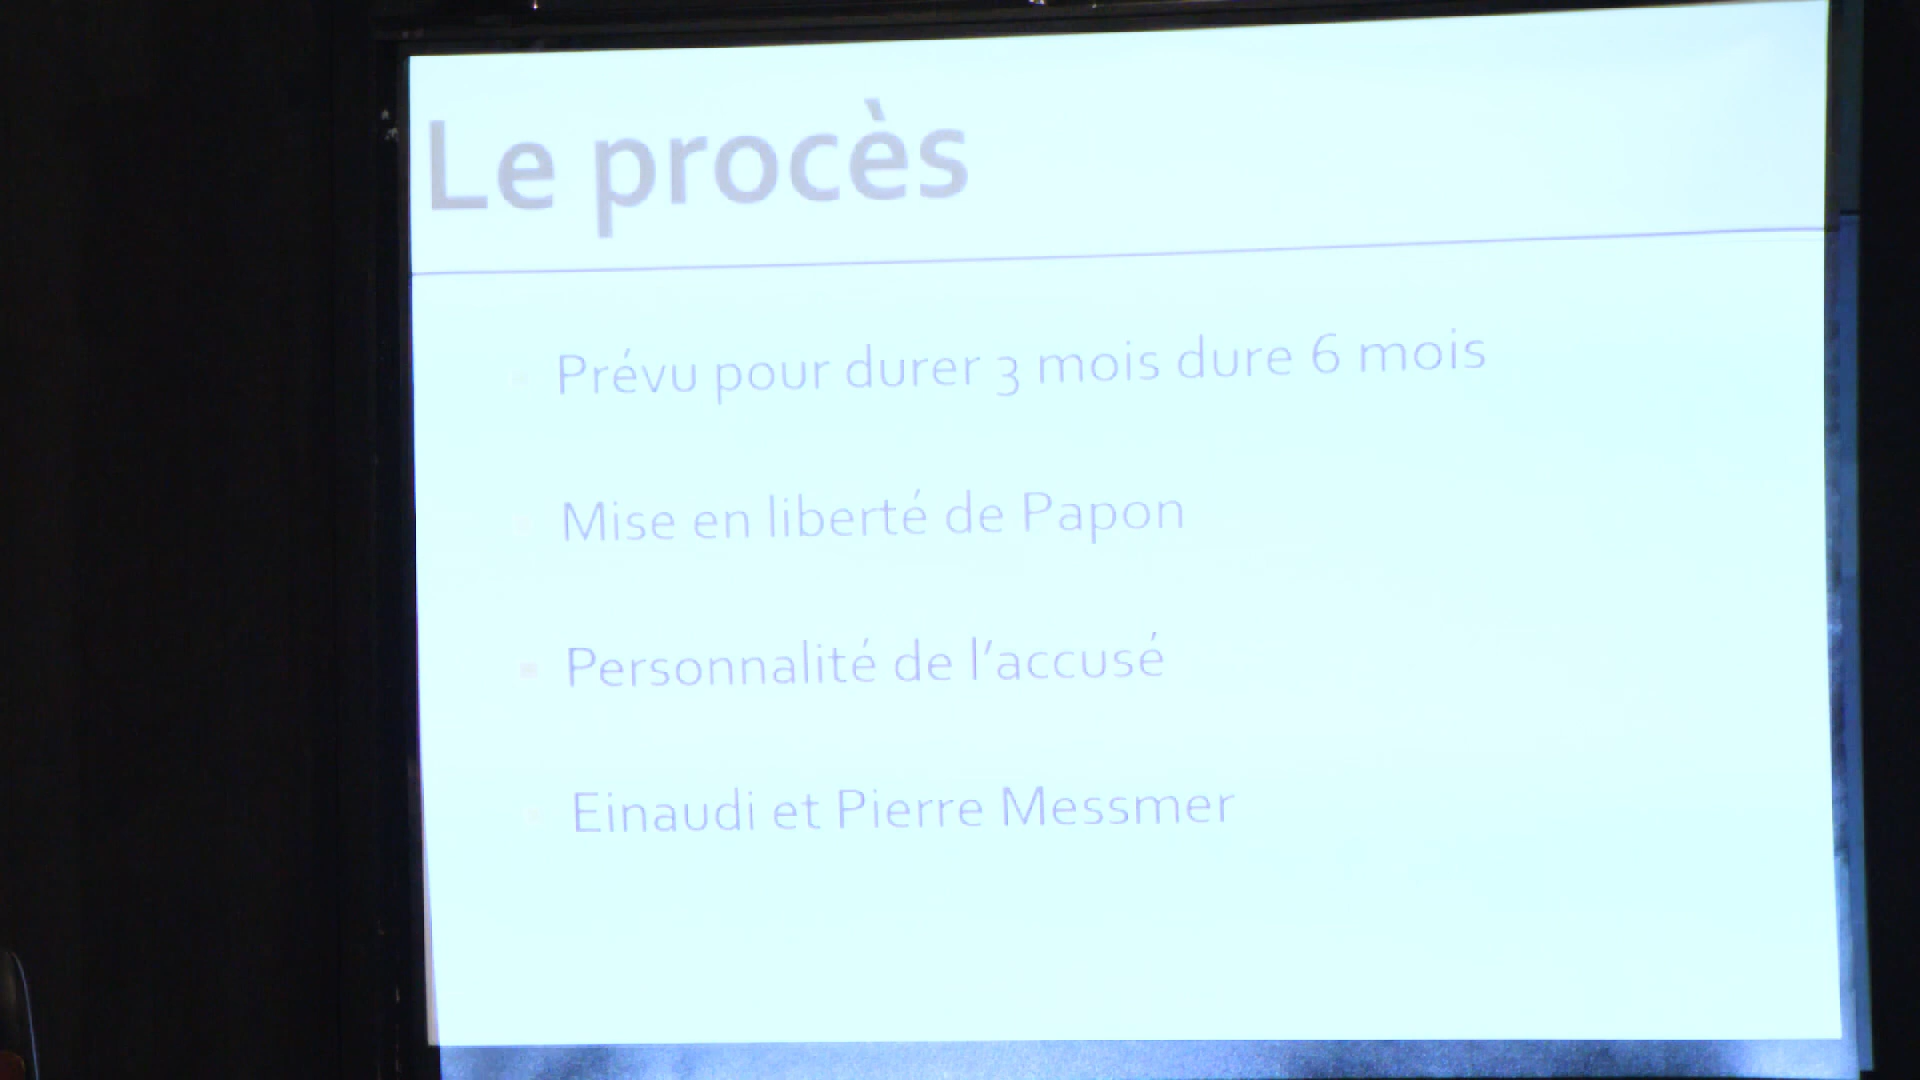 Le procès
Prévu pour durer 3 mois dure 6 mois
Mise en liberté de Papon
Personnalité de l'accusé
Einaudi et Pierre Messmer